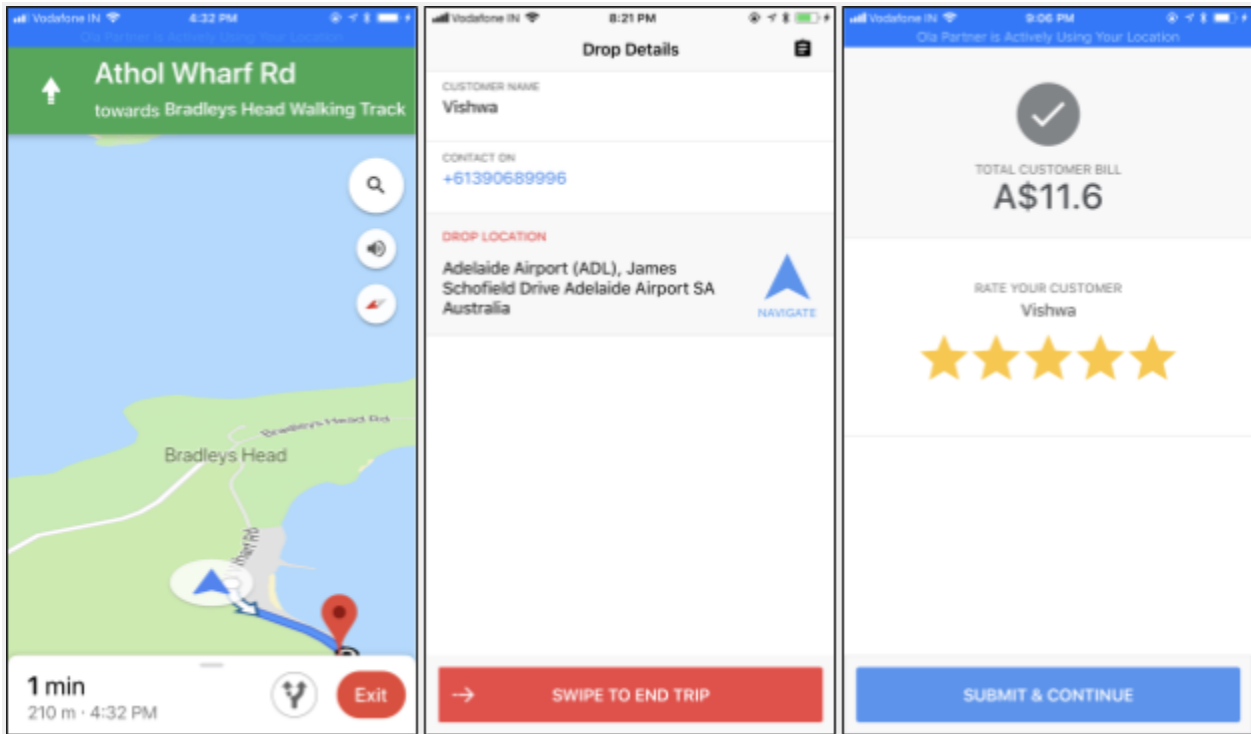 Vodafone IN 4:32 PM
Ola Partner is Actively Using Your Location
Athol Wharf Rd
towards Bradleys Head Walking Track
Bradleys Head Rd
Bradleys Head
Wharf Rd
1 min
210 m · 4:32 PM
Exit
Vodafone IN 8:21 PM
Drop Details
CUSTOMER NAME
Vishwa
CONTACT ON
+61390689996
DROP LOCATION
Adelaide Airport (ADL), James
Schofield Drive Adelaide Airport SA
Australia
NAVIGATE
→ SWIPE TO END TRIP
Vodafone IN 9:06 PM
Ola Partner is Actively Using Your Location
TOTAL CUSTOMER BILL
A$11.6
RATE YOUR CUSTOMER
Vishwa
SUBMIT & CONTINUE